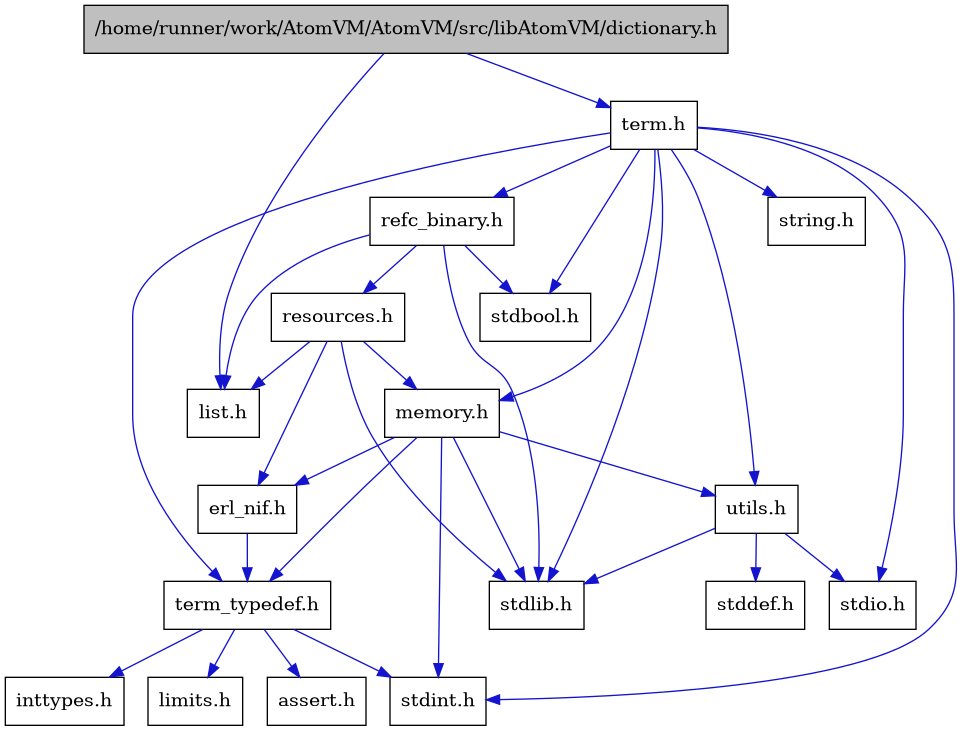 /home/runner/work/AtomVM/AtomVM/src/libAtomVM/dictionary.h
term.h
refc_binary.h
string.h
resources.h
stdbool.h
list.h
memory.h
erl_nif.h
utils.h
term_typedef.h
stdlib.h
stddef.h
stdio.h
inttypes.h
limits.h
assert.h
stdint.h